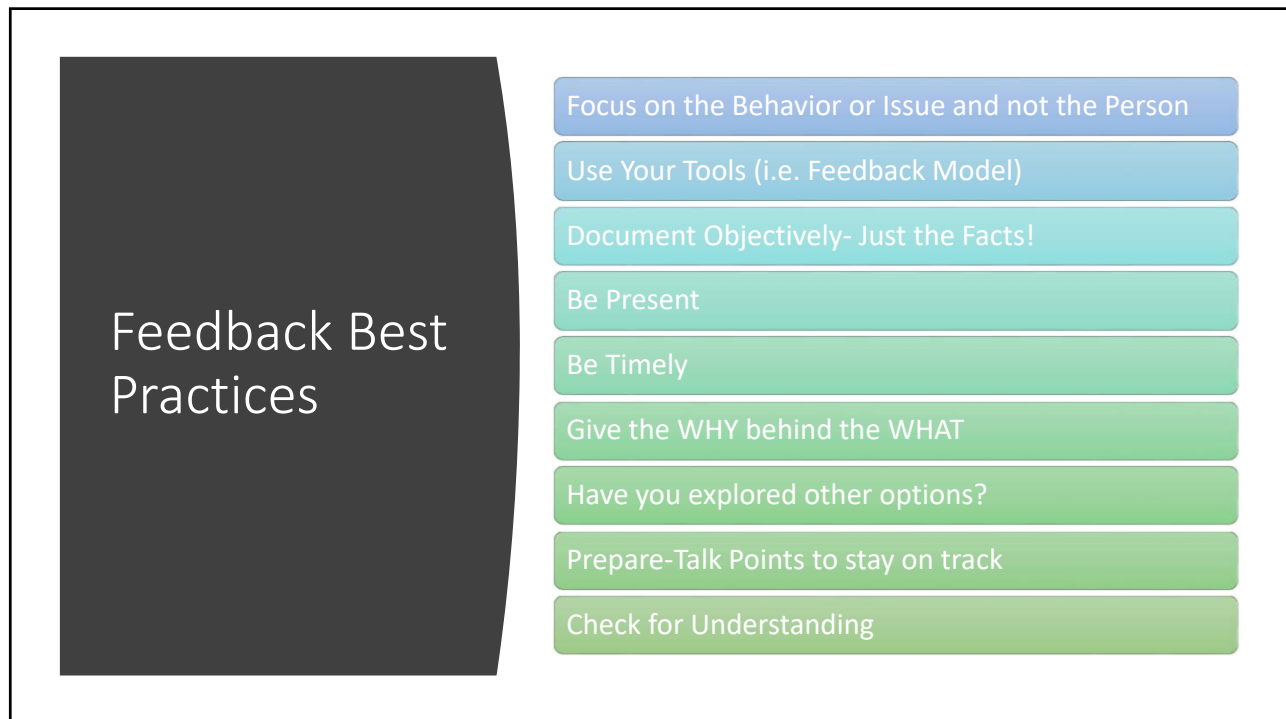 Feedback Best
Practices
Focus on the Behavior or Issue and not the Person
Use Your Tools (i.e. Feedback Model)
Document Objectively- Just the Facts!
Be Present
Be Timely
Give the WHY behind the WHAT
Have you explored other options?
Prepare-Talk Points to stay on track
Check for Understanding